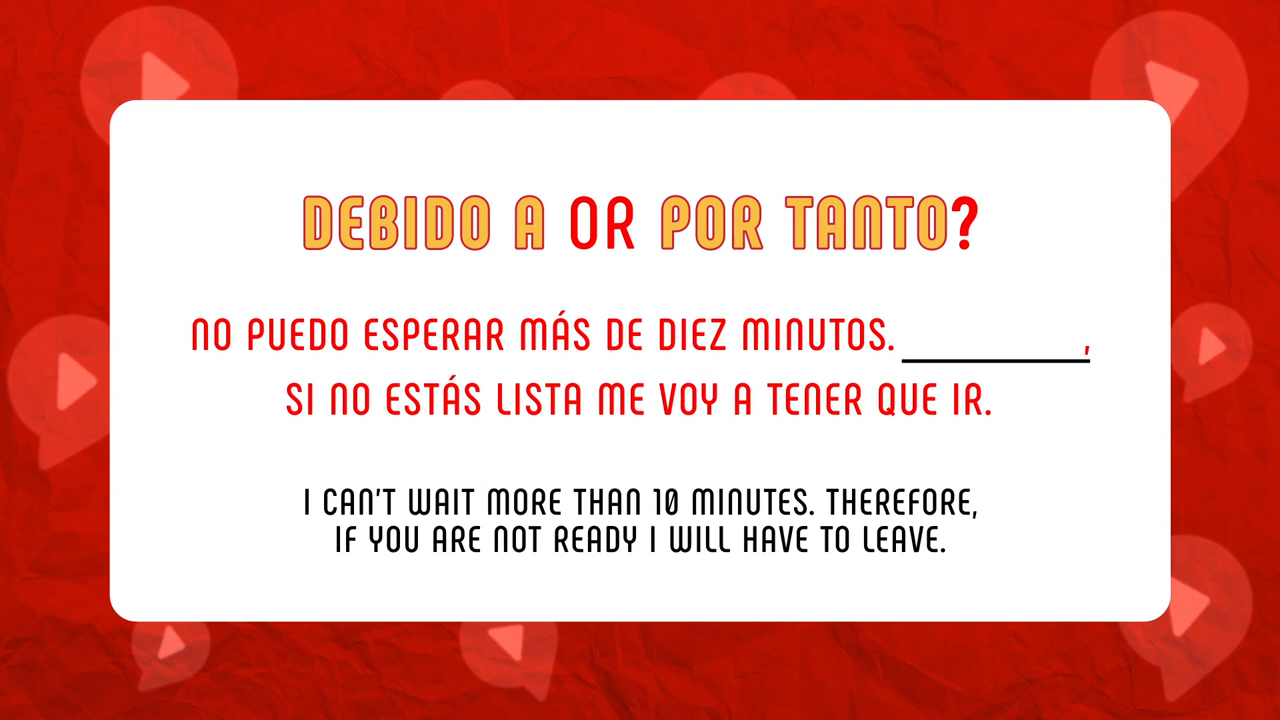 DEBIDO A OR POR TANTO?
NO PUEDO ESPERAR MÁS DE DIEZ MINUTOS. __________,
SI NO ESTÁS LISTA ME VOY A TENER QUE IR.
I CAN'T WAIT MORE THAN 10 MINUTES. THEREFORE,
IF YOU ARE NOT READY I WILL HAVE TO LEAVE.